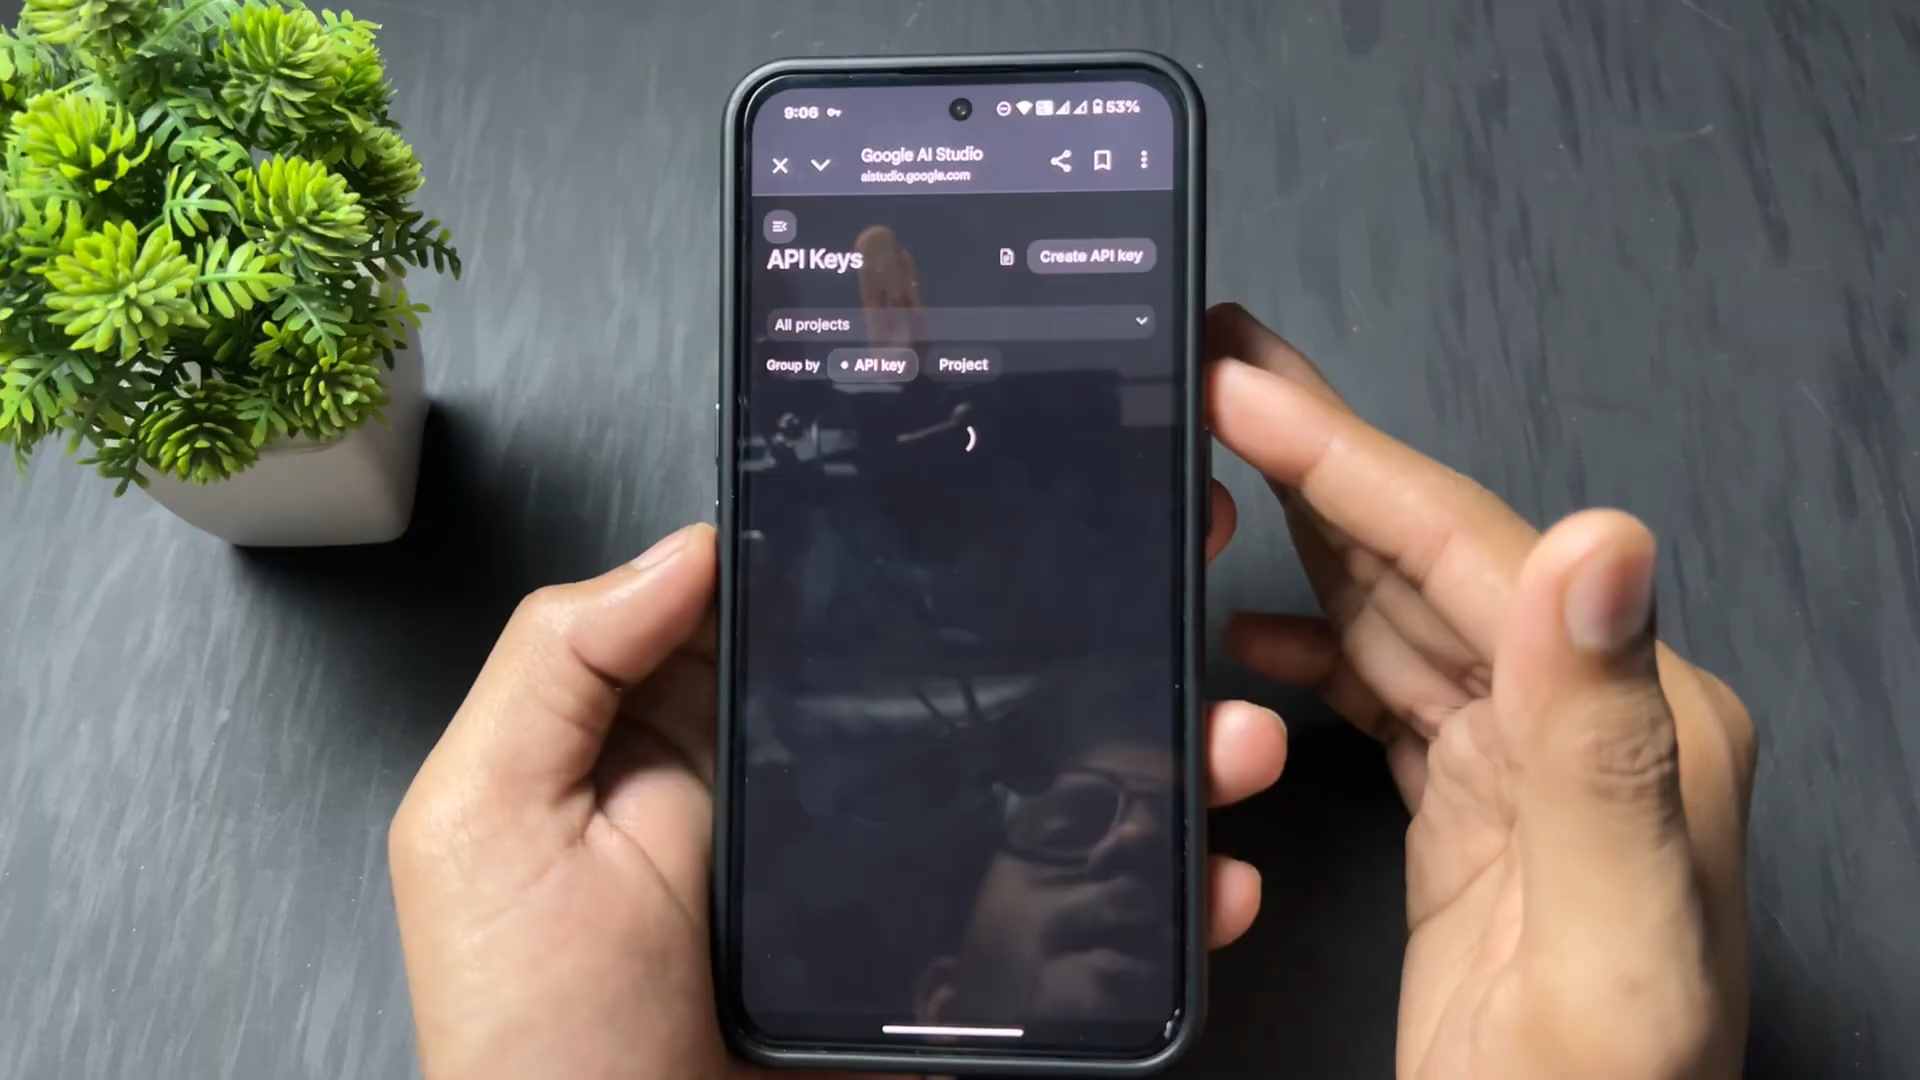 9:06
53%
Google AI Studio
aistudio.google.com
API Keys
Create API key
All projects
Group by
API key
Project